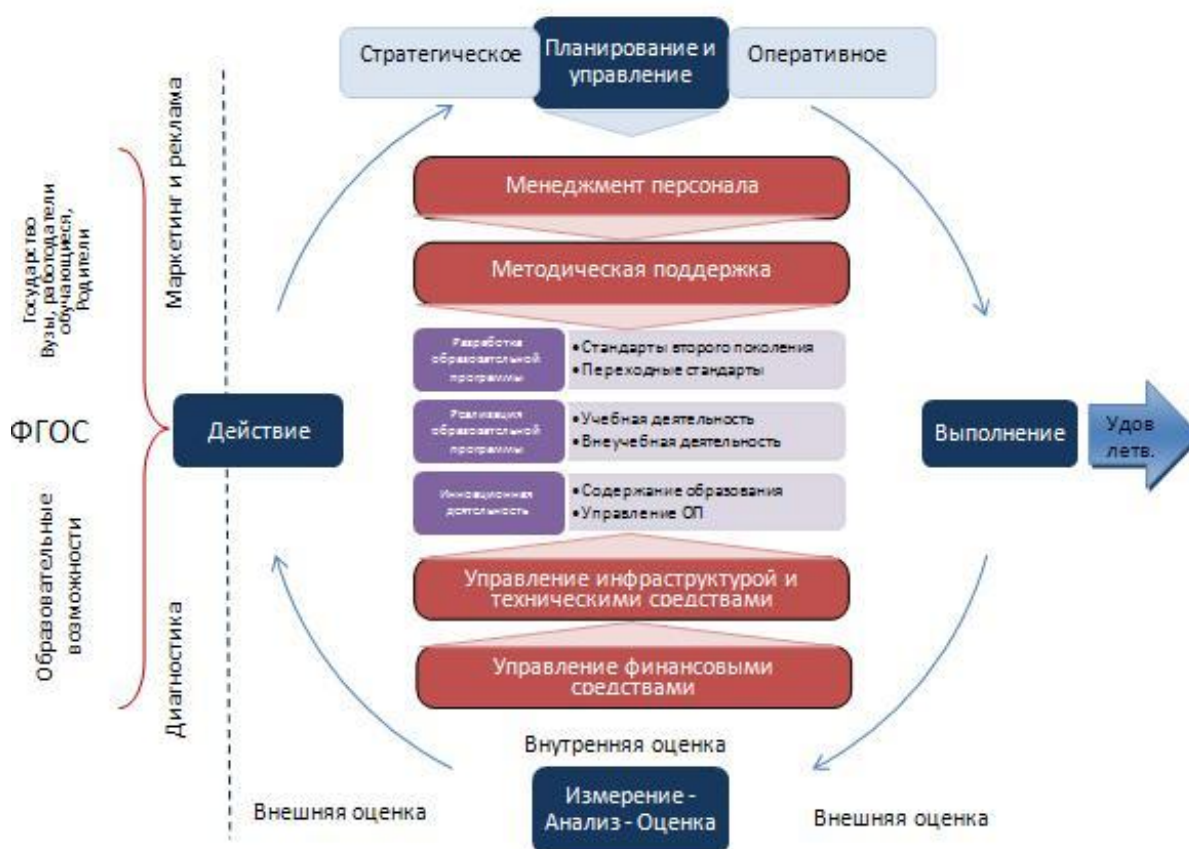 Стратегическое
Планирование и
управление
Оперативное
Маркетинг и реклама
Государство
Вузы, работодатели
обучающиеся,
Родители
Менеджмент персонала
Методическая поддержка
Разработка
образовательной
программы
•Стандарты второго поколения
•Переходные стандарты
ФГОС
Действие
Реализация
образовательной
программы
•Учебная деятельность
•Внеучебная деятельность
Выполнение
Удов
летв.
Инновационная
деятельность
•Содержание образования
•Управление ОП
Образовательные
возможности
Диагностика
Управление инфраструктурой и
техническими средствами
Управление финансовыми
средствами
Внутренняя оценка
Измерение -
Анализ - Оценка
Внешняя оценка
Внешняя оценка